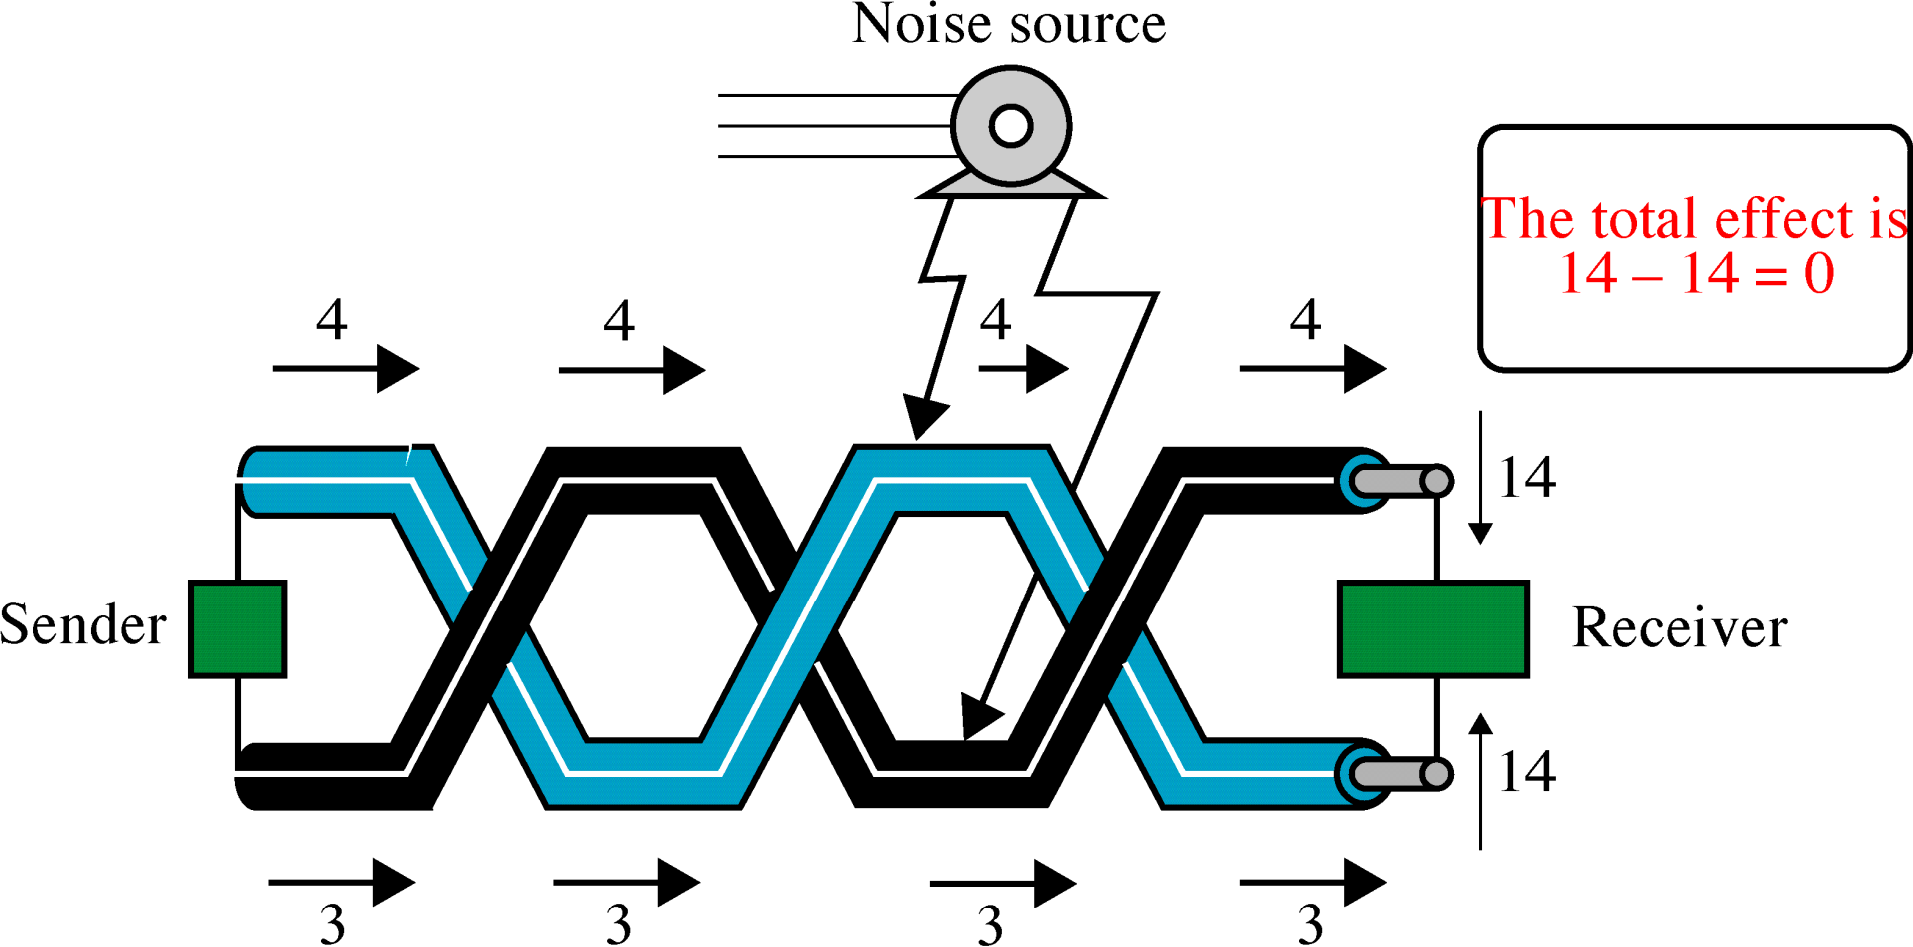 Noise source
The total effect is
14 – 14 = 0
4
4
4
4
14
Sender
Receiver
14
3
3
3
3